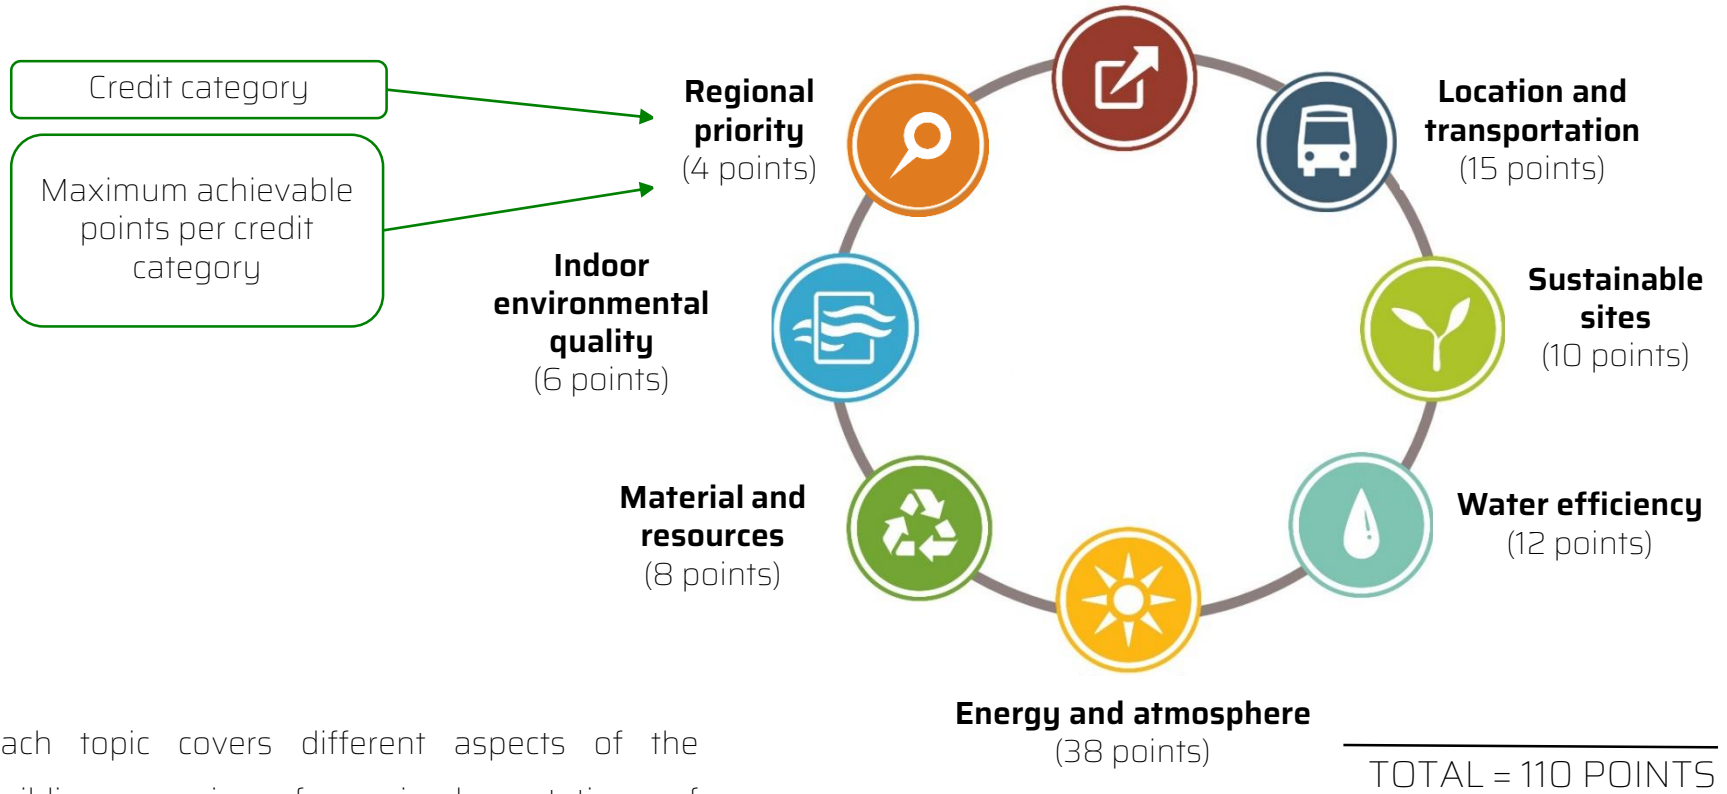 Credit category
Maximum achievable
points per credit
category
Regional
priority
(4 points)
Location and
transportation
(15 points)
Indoor
environmental
quality
(6 points)
Sustainable
sites
(10 points)
Material and
resources
(8 points)
Water efficiency
(12 points)
Energy and atmosphere
(38 points)
TOTAL = 110 POINTS
ach topic covers different aspects of the